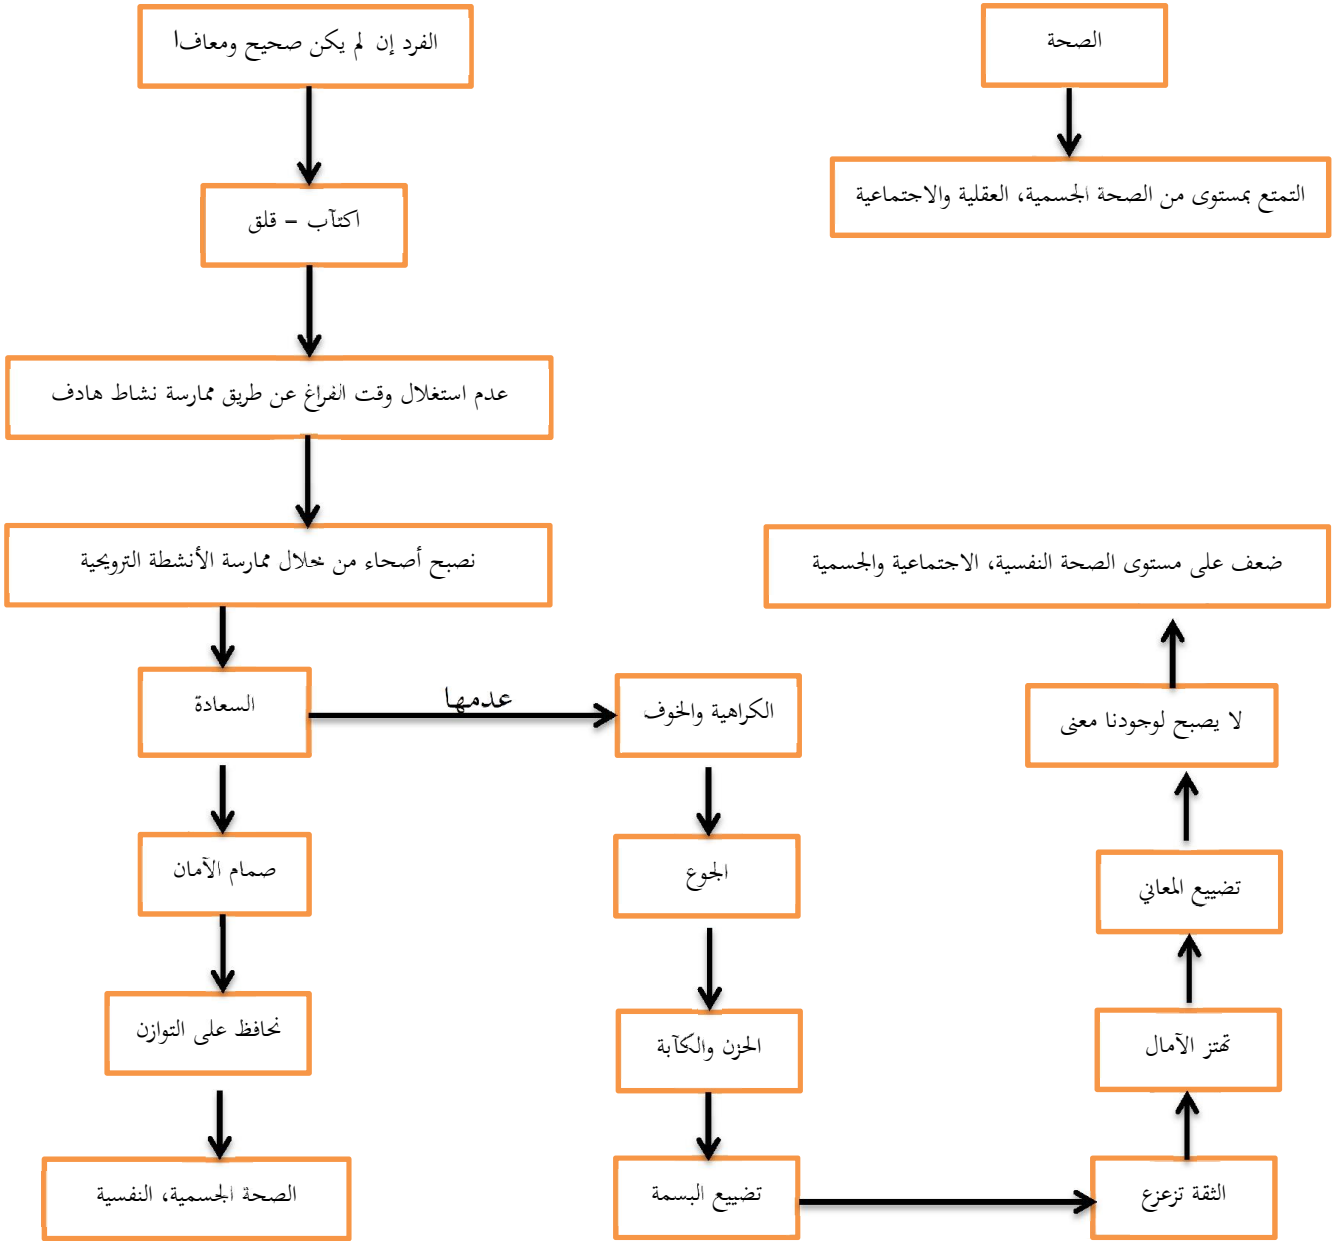 الصحة
التمتع بمستوى من الصحة الجسمية، العقلية والاجتماعية
الفرد إن لم يكن صحيح ومعافا
اكتآب – قلق
عدم استغلال وقت الفراغ عن طريق ممارسة نشاط هادف
نصبح أصحاء من خلال ممارسة الأنشطة الترويحية
السعادة
عدمها
صمام الآمان
نحافظ على التوازن
الصحة الجسمية، النفسية
الكراهية والخوف
الجوع
الحزن والكآبة
تضييع البسمة
الثقة تزعزع
تهتز الآمال
تضييع المعاني
لا يصبح لوجودنا معنى
ضعف على مستوى الصحة النفسية، الاجتماعية والجسمية